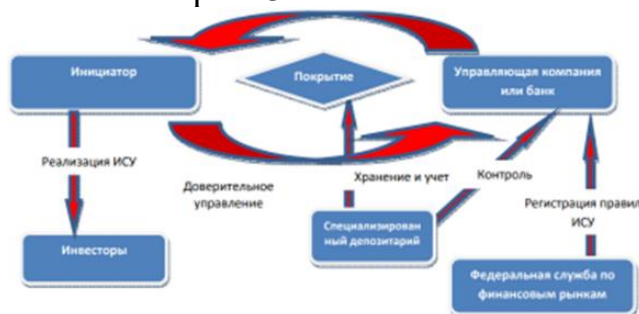 Инициатор
Покрытие
Управляющая компания
или банк
Реализация ИСУ
Доверительное
управление
Хранение и учет
Контроль
Регистрация правил
ИСУ
Инвесторы
Специализирован
ный депозитарий
Федеральная служба по
финансовым рынкам